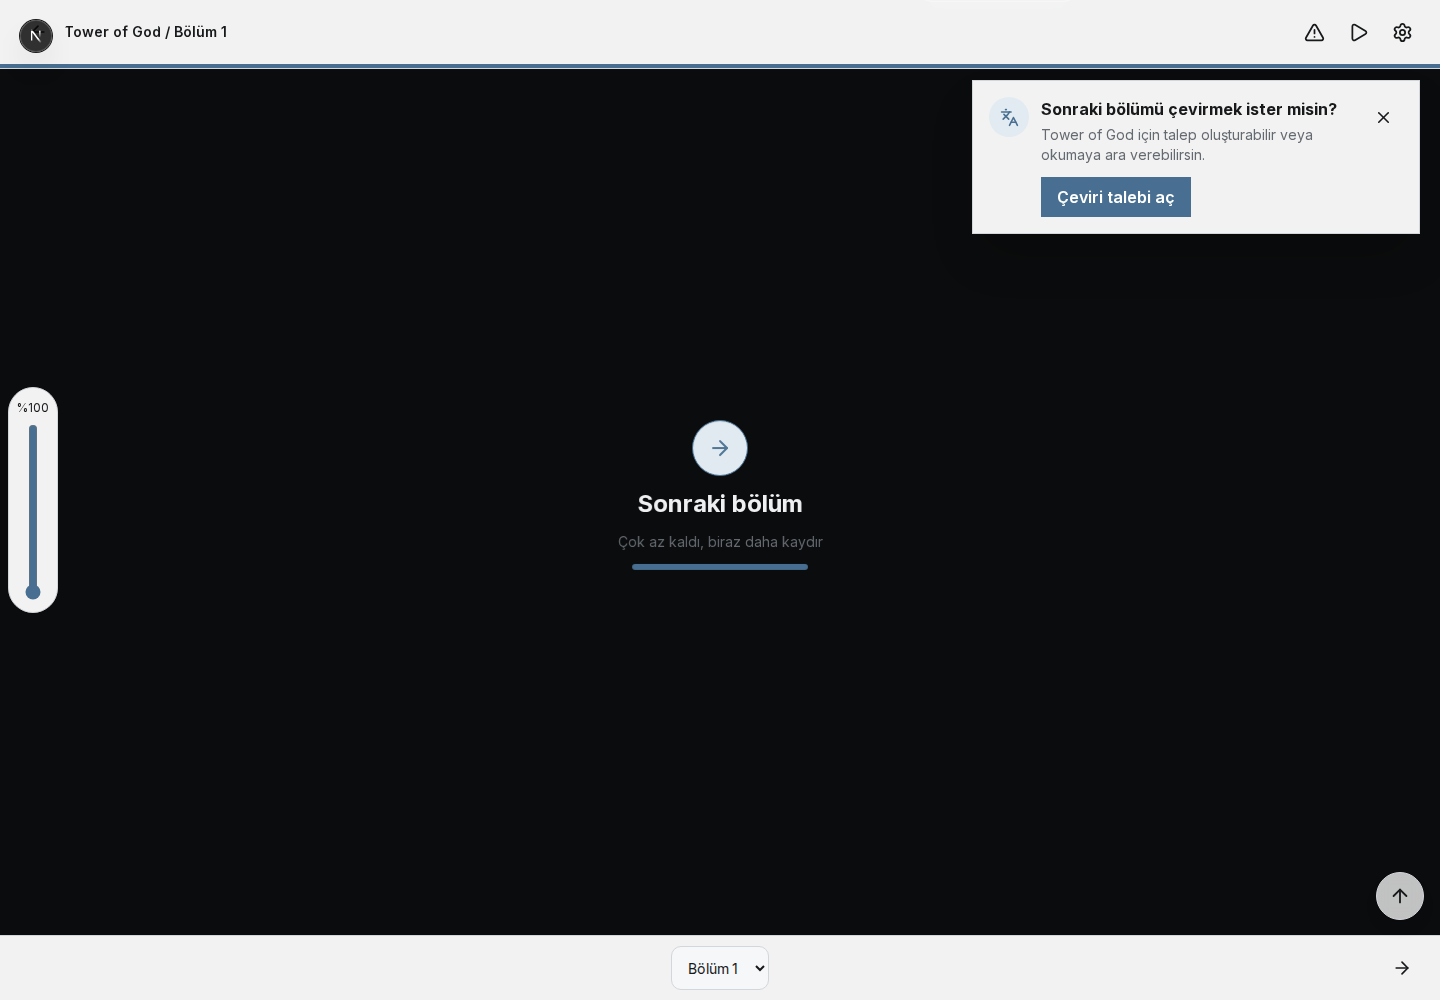 N
Tower of God / Bölüm 1
Sonraki bölümü çevirmek ister misin?
Tower of God için talep oluşturabilir veya
okumaya ara verebilirsin.
Çeviri talebi aç
%100
Sonraki bölüm
Çok az kaldı, biraz daha kaydır
Bölüm 1